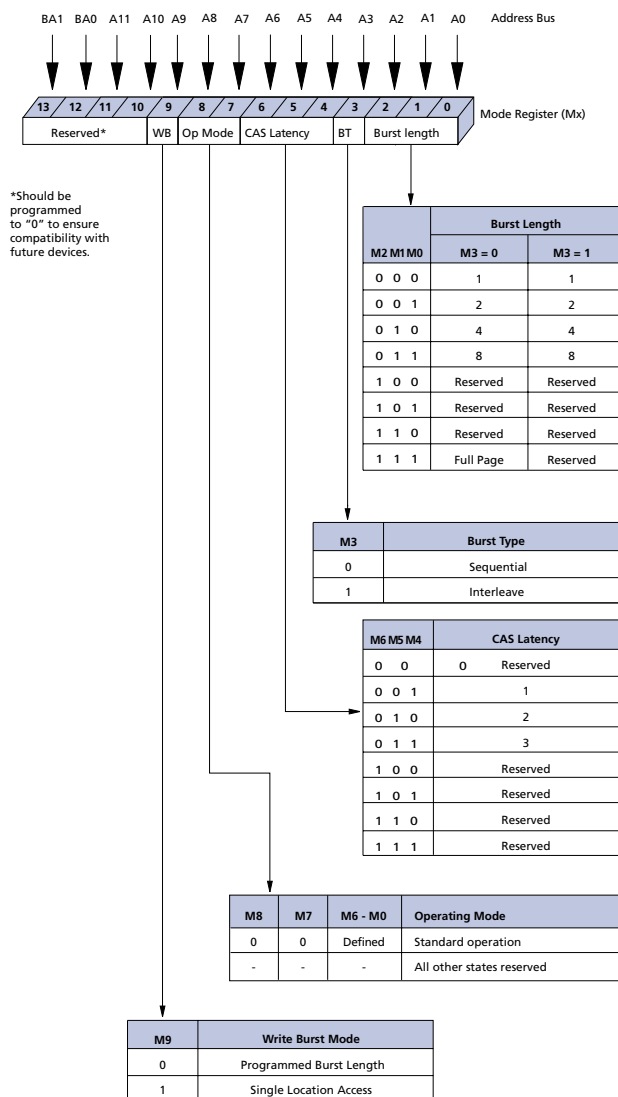 BA1 BA0 A11 A10 A9 A8 A7 A6 A5 A4 A3 A2 A1 A0 Address Bus
13 12 11 10 9 8 7 6 5 4 3 2 1 0
Mode Register (Mx)
Reserved* WB Op Mode CAS Latency BT Burst length
*Should be
programmed
to “0” to ensure
compatibility with
future devices.
Burst Length
M2 M1 M0 M3 = 0 M3 = 1
0 0 0 1 1
0 0 1 2 2
0 1 0 4 4
0 1 1 8 8
1 0 0 Reserved Reserved
1 0 1 Reserved Reserved
1 1 0 Reserved Reserved
1 1 1 Full Page Reserved
M3 Burst Type
0 Sequential
1 Interleave
M6 M5 M4 CAS Latency
0 0 0 Reserved
0 0 1 1
0 1 0 2
0 1 1 3
1 0 0 Reserved
1 0 1 Reserved
1 1 0 Reserved
1 1 1 Reserved
M8 M7 M6 - M0 Operating Mode
0 0 Defined Standard operation
- - - All other states reserved
M9 Write Burst Mode
0 Programmed Burst Length
1 Single Location Access